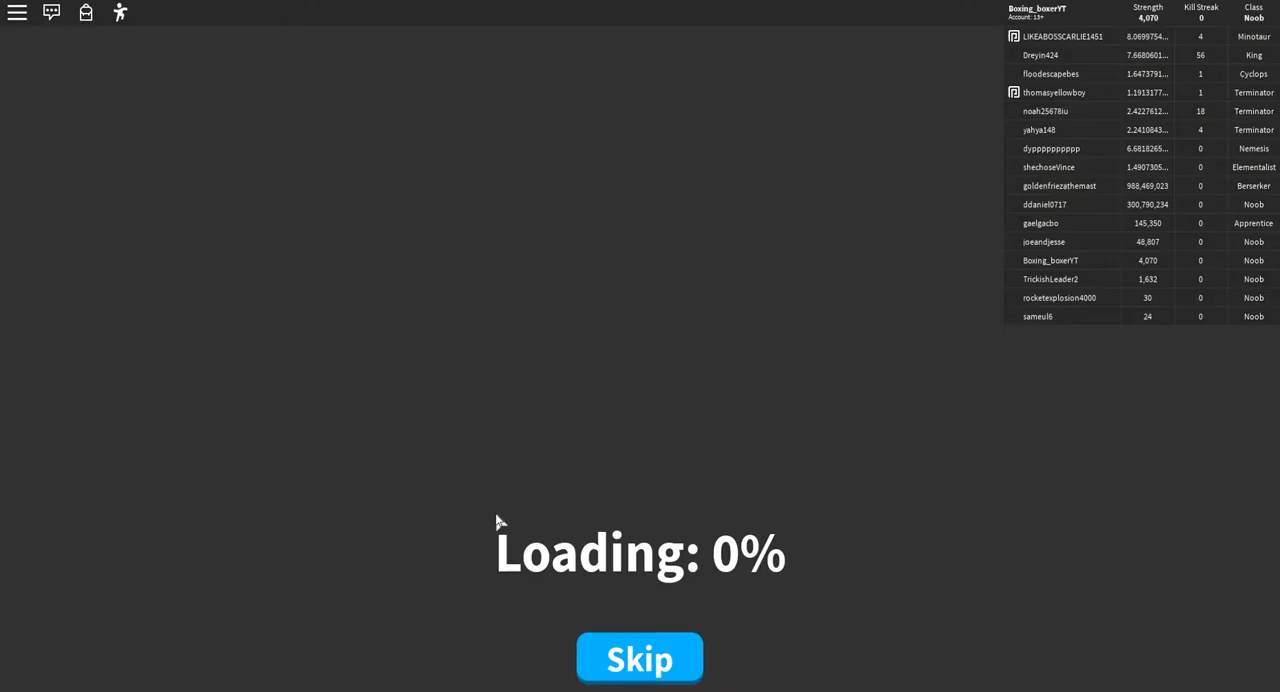 Boxing_boxerYT Strength Kill Streak Class
Account: 13+ 4,070 0 Noob
LIKEABOSSCARLIE1451 8.0699754... 4 Minotaur
Dreyin424 7.6680601... 56 King
floodescapebes 1.6473791... 1 Cyclops
thomasyellowboy 1.1913177... 1 Terminator
noah25678iu 2.4227612... 18 Terminator
yahya148 2.2410843... 4 Terminator
dypppppppppp 6.6818265... 0 Nemesis
shechoseVince 1.4907305... 0 Elementalist
goldenfriezathemast 988,469,023 0 Berserker
ddaniel0717 300,790,234 0 Noob
gaelgacbo 145,350 0 Apprentice
joeandjesse 48,807 0 Noob
Boxing_boxerYT 4,070 0 Noob
TrickishLeader2 1,632 0 Noob
rocketexplosion4000 30 0 Noob
sameul6 24 0 Noob
Loading: 0%
Skip